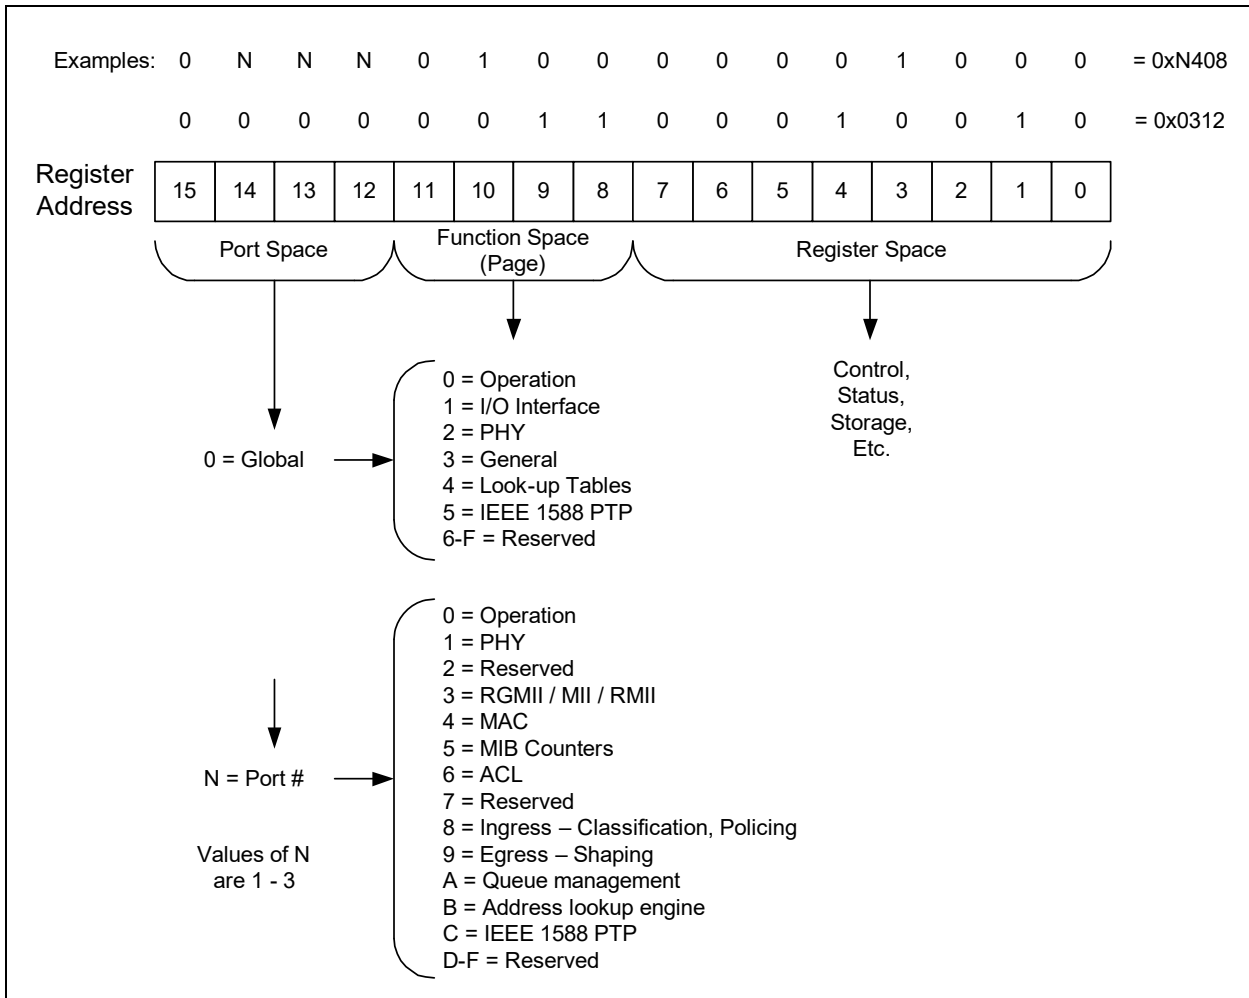 Examples: 0 N N N 0 1 0 0 0 0 0 0 1 0 0 0 = 0xN408
0 0 0 0 0 0 1 1 0 0 0 1 0 0 1 0 = 0x0312
Register
Address
15 14 13 12 11 10 9 8 7 6 5 4 3 2 1 0
Port Space
Function Space
(Page)
Register Space
0 = Global
0 = Operation
1 = I/O Interface
2 = PHY
3 = General
4 = Look-up Tables
5 = IEEE 1588 PTP
6-F = Reserved
Control,
Status,
Storage,
Etc.
N = Port #
Values of N
are 1 - 3
0 = Operation
1 = PHY
2 = Reserved
3 = RGMII / MII / RMII
4 = MAC
5 = MIB Counters
6 = ACL
7 = Reserved
8 = Ingress – Classification, Policing
9 = Egress – Shaping
A = Queue management
B = Address lookup engine
C = IEEE 1588 PTP
D-F = Reserved